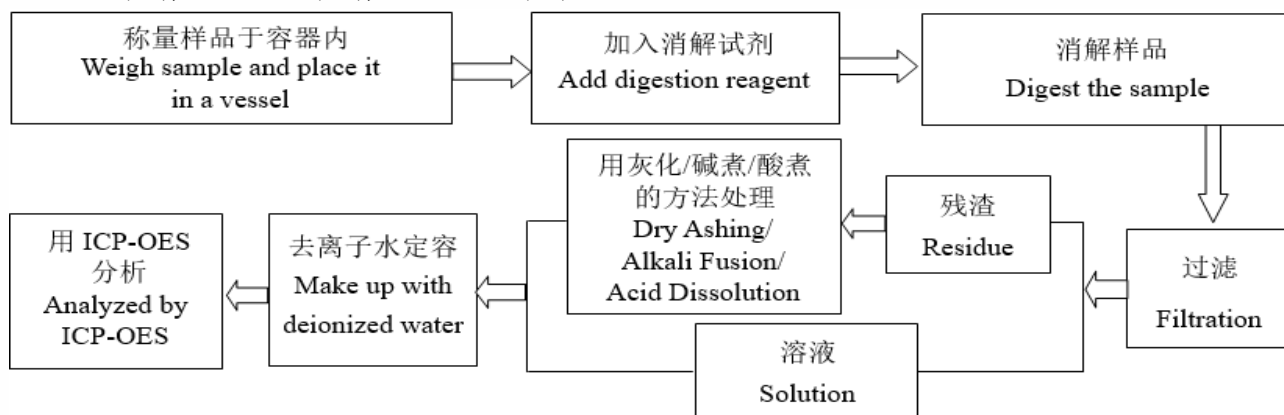 称量样品于容器内
Weigh sample and place it
in a vessel
加入消解试剂
Add digestion reagent
消解样品
Digest the sample
过滤
Filtration
残渣
Residue
用灰化/碱煮/酸煮
的方法处理
Dry Ashing/
Alkali Fusion/
Acid Dissolution
溶液
Solution
去离子水定容
Make up with
deionized water
用 ICP-OES
分析
Analyzed by
ICP-OES